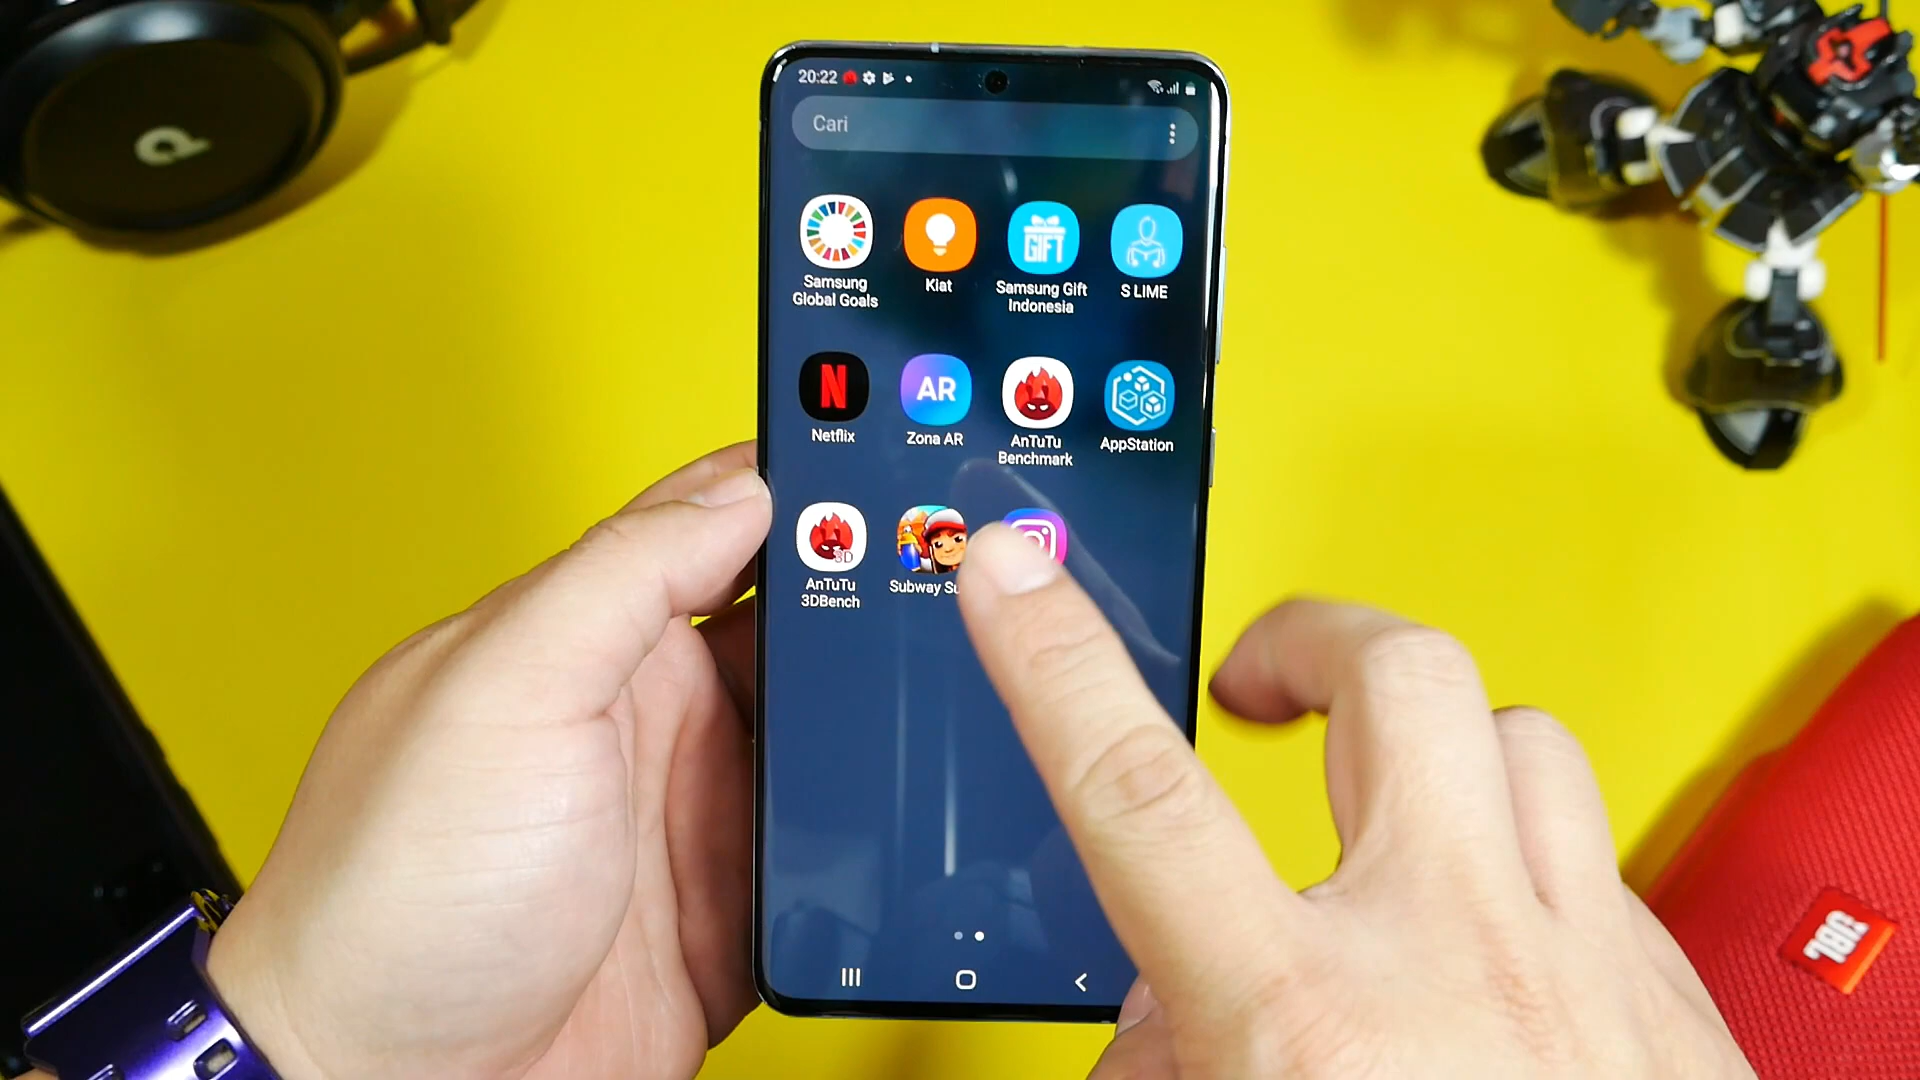 20:22
Cari
GIFT
Samsung
Global Goals
Kiat
Samsung Gift
Indonesia
S LIME
N
AR
Netflix
Zona AR
AnTuTu
Benchmark
AppStation
3D
AnTuTu
3DBench
Subway
JBL